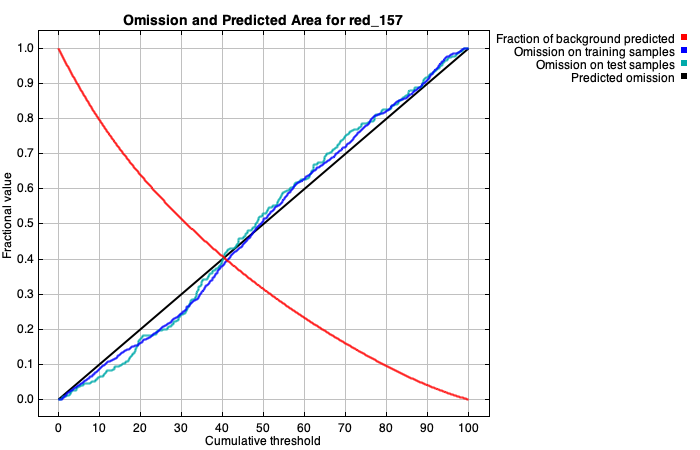 Omission and Predicted Area for red_157
Fraction of background predicted
Omission on training samples
Omission on test samples
Predicted omission
Fractional value
1.0
0.9
0.8
0.7
0.6
0.5
0.4
0.3
0.2
0.1
0.0
0 10 20 30 40 50 60 70 80 90 100
Cumulative threshold